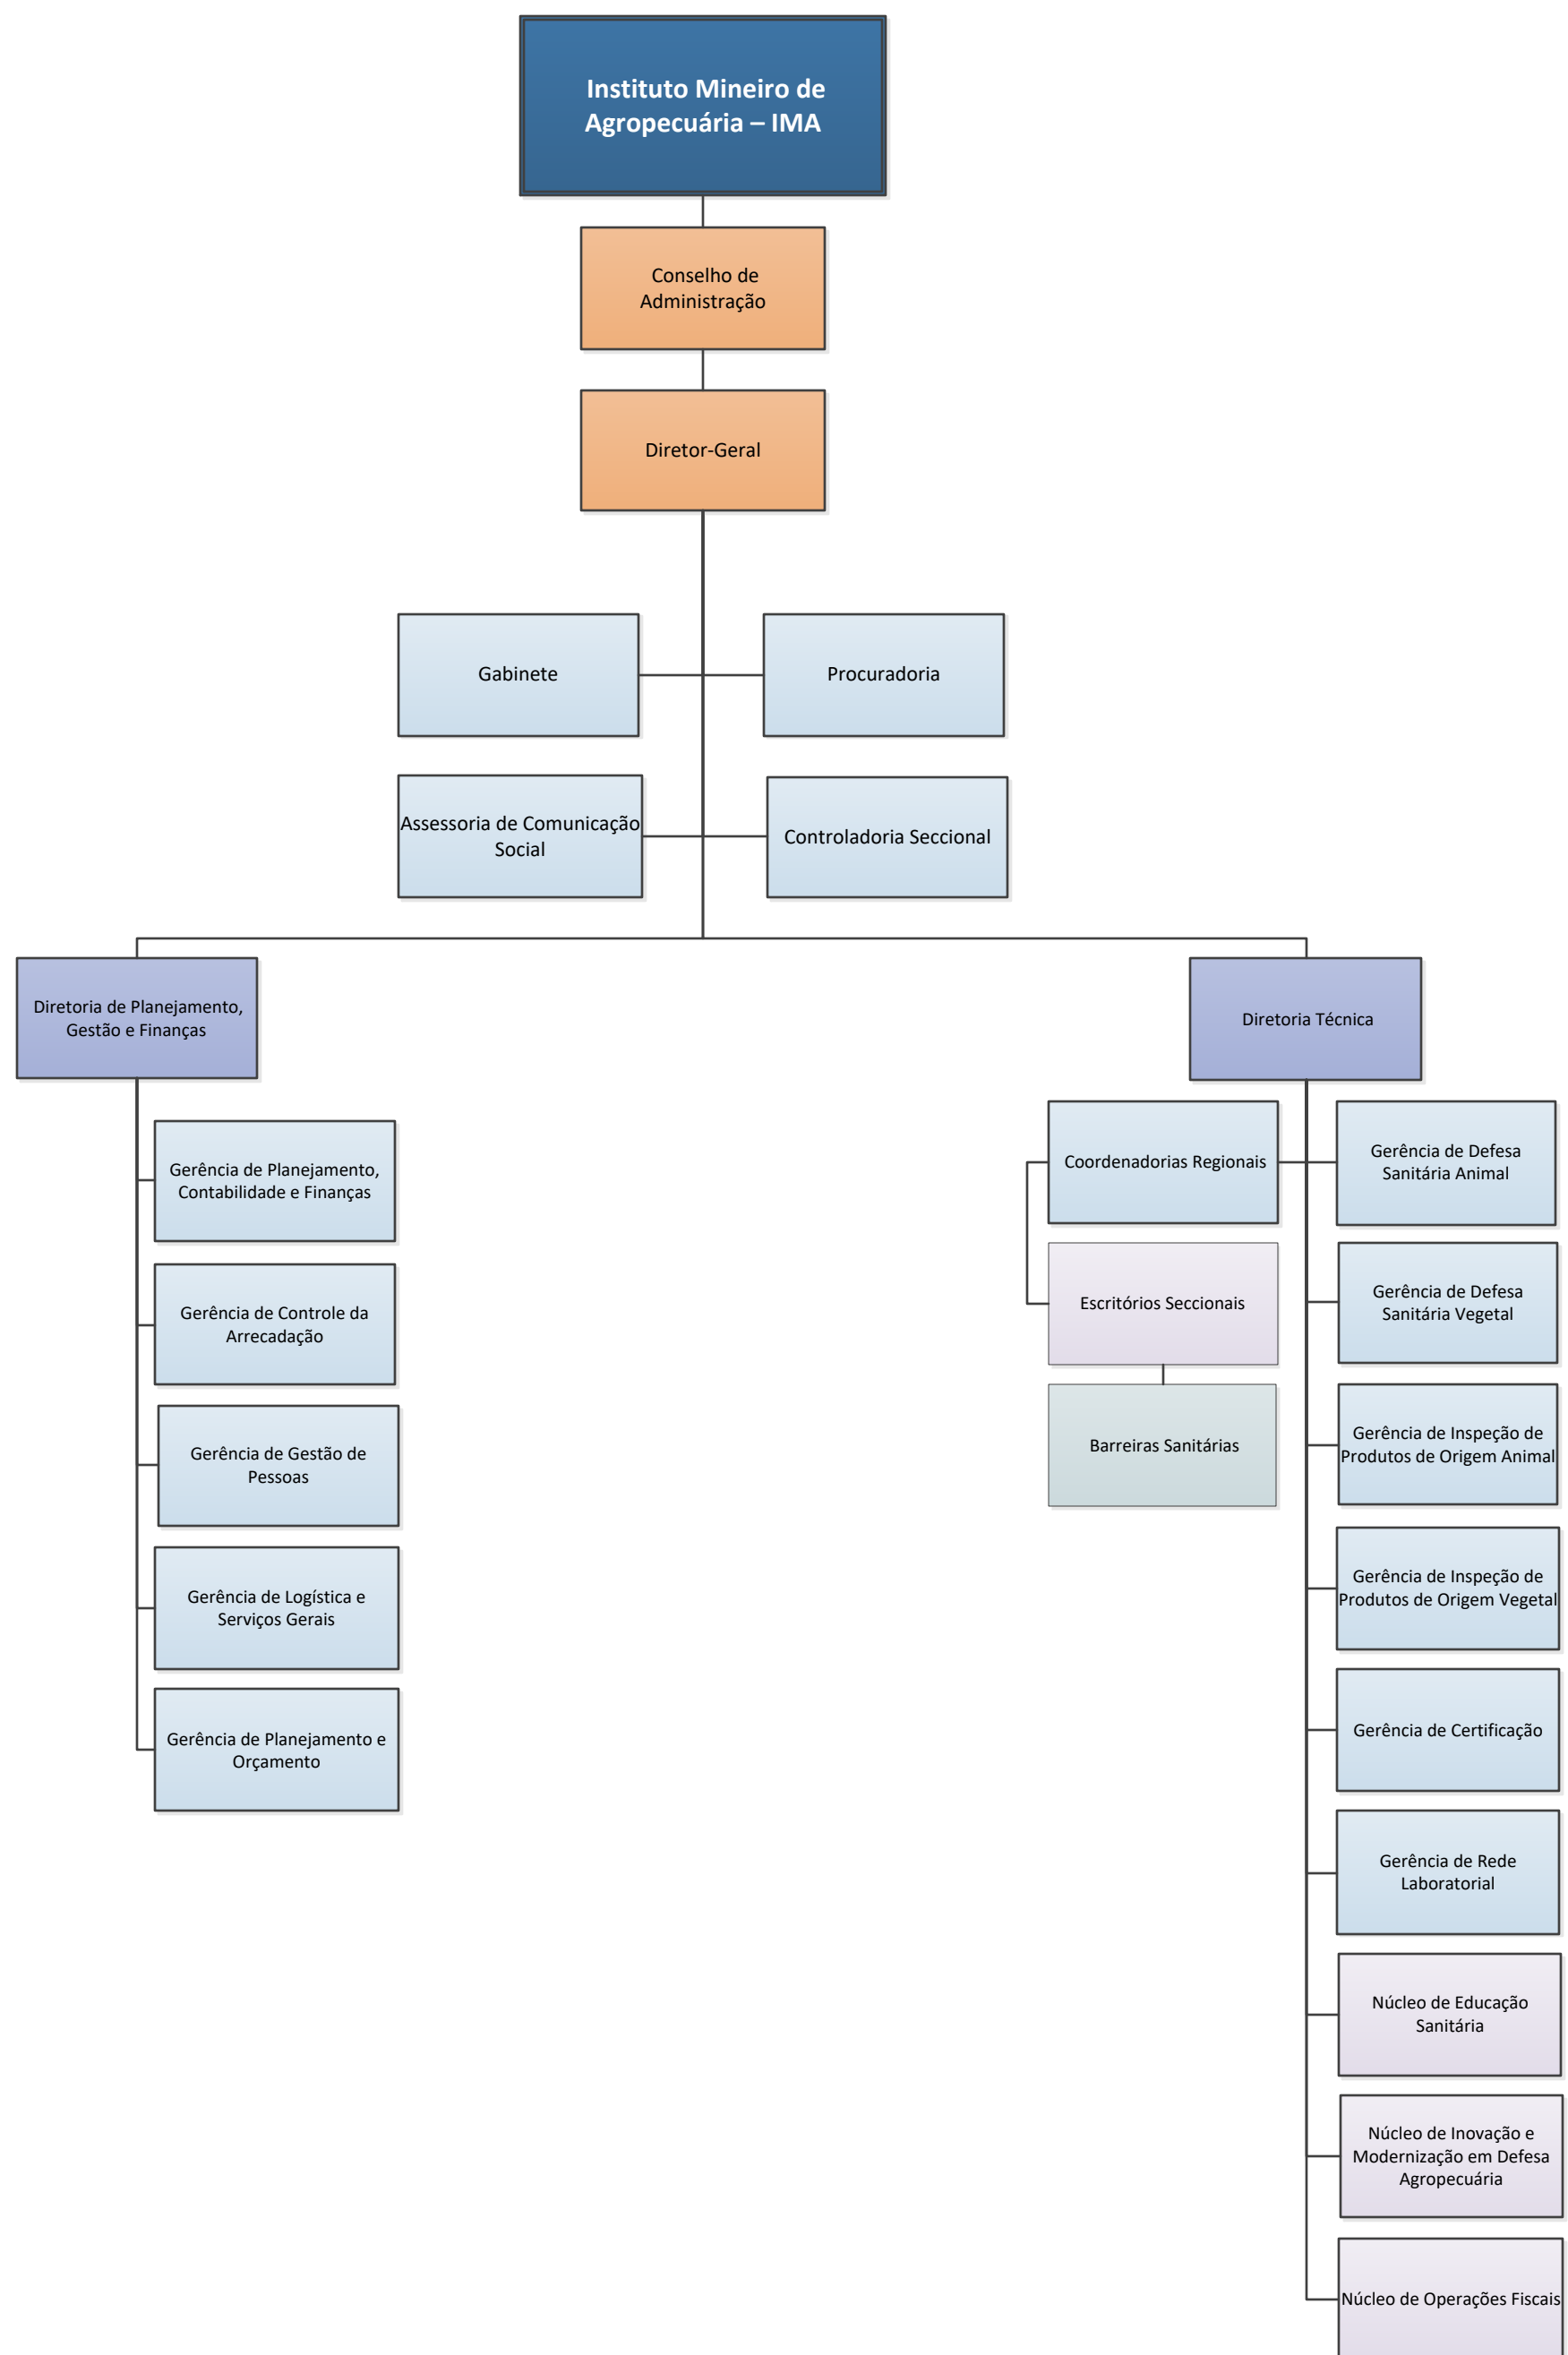 Instituto Mineiro de
Agropecuária – IMA
Conselho de
Administração
Diretor-Geral
Gabinete
Procuradoria
Assessoria de Comunicação
Social
Controladoria Seccional
Diretoria de Planejamento,
Gestão e Finanças
Gerência de Planejamento,
Contabilidade e Finanças
Gerência de Controle da
Arrecadação
Gerência de Gestão de
Pessoas
Gerência de Logística e
Serviços Gerais
Gerência de Planejamento e
Orçamento
Diretoria Técnica
Coordenadorias Regionais
Escritórios Seccionais
Barreiras Sanitárias
Gerência de Defesa
Sanitária Animal
Gerência de Defesa
Sanitária Vegetal
Gerência de Inspeção de
Produtos de Origem Animal
Gerência de Inspeção de
Produtos de Origem Vegetal
Gerência de Certificação
Gerência de Rede
Laboratorial
Núcleo de Educação
Sanitária
Núcleo de Inovação e
Modernização em Defesa
Agropecuária
Núcleo de Operações Fiscais